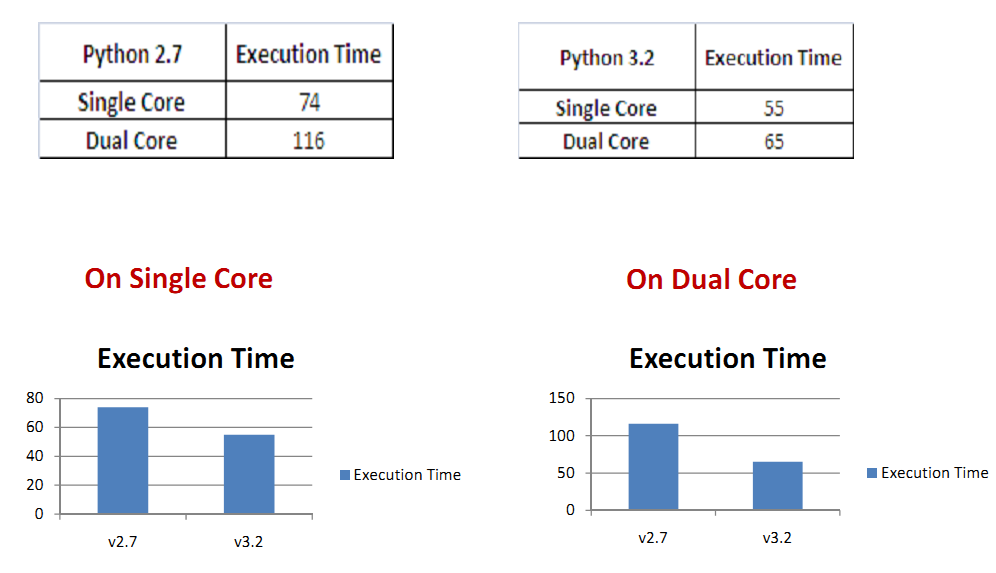 Python 2.7 Execution Time
Single Core 74
Dual Core 116
Python 3.2 Execution Time
Single Core 55
Dual Core 65
On Single Core
Execution Time
80
60
40
20
0
v2.7 v3.2
Execution Time
On Dual Core
Execution Time
150
100
50
0
v2.7 v3.2
Execution Time